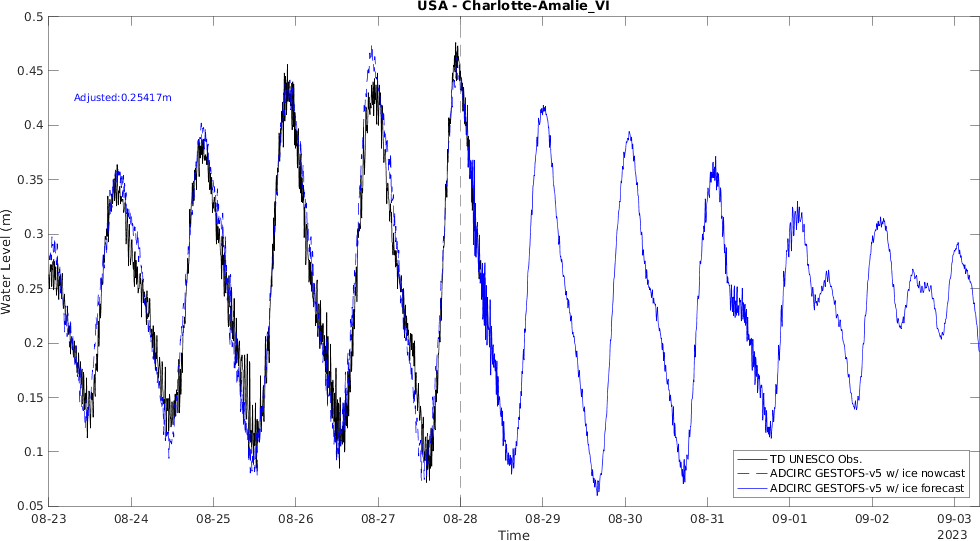 USA - Charlotte-Amalie_VI
0.5
0.45
Adjusted:0.25417m
0.4
0.35
0.3
0.25
0.2
0.15
0.1
0.05
Water Level (m)
TD UNESCO Obs.
ADCIRC GESTOFS-v5 w/ ice nowcast
ADCIRC GESTOFS-v5 w/ ice forecast
08-23 08-24 08-25 08-26 08-27 08-28 08-29 08-30 08-31 09-01 09-02 09-03
Time 2023